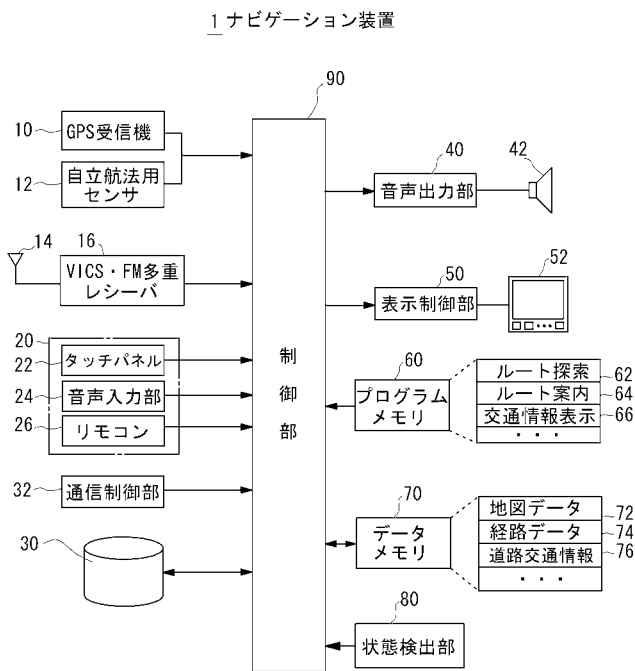 1 ナビゲーション装置
90
10
GPS受信機
12
自立航法用
センサ
14
16
VICS・FM多重
レシーバ
20
22
タッチパネル
24
音声入力部
26
リモコン
32
通信制御部
30
制御部
40
音声出力部
42
50
表示制御部
52
60
プログラム
メモリ
ルート探索
62
ルート案内
64
交通情報表示
66
・・・
70
データ
メモリ
地図データ
72
経路データ
74
道路交通情報
76
・・・
80
状態検出部